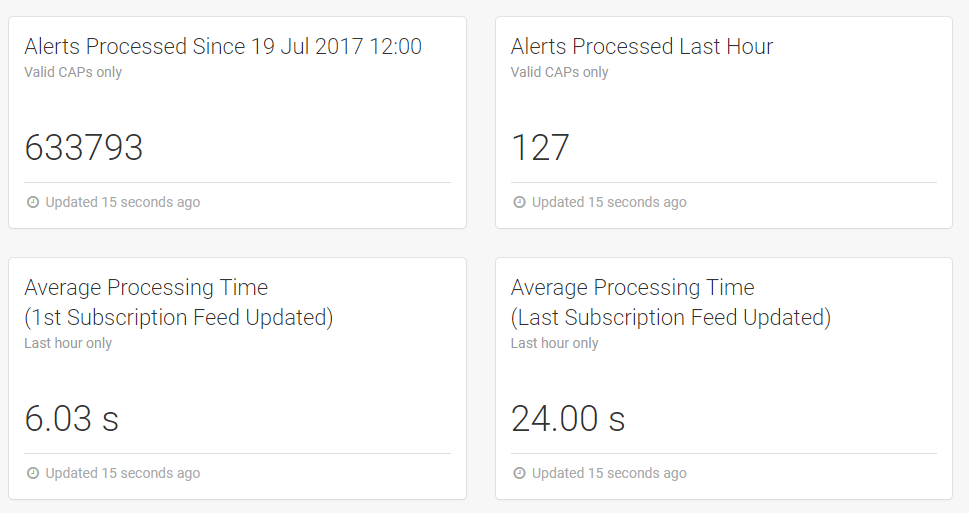 Alerts Processed Since 19 Jul 2017 12:00
Valid CAPs only
633793
Updated 15 seconds ago
Alerts Processed Last Hour
Valid CAPs only
127
Updated 15 seconds ago
Average Processing Time
(1st Subscription Feed Updated)
Last hour only
6.03 s
Updated 15 seconds ago
Average Processing Time
(Last Subscription Feed Updated)
Last hour only
24.00 s
Updated 15 seconds ago